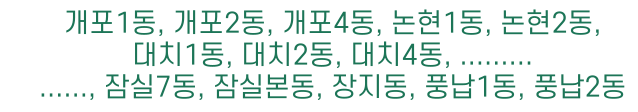 개포1동, 개포2동, 개포4동, 논현1동, 논현2동,
대치1동, 대치2동, 대치4동, .........
......, 잠실7동, 잠실본동, 장지동, 풍납1동, 풍납2동